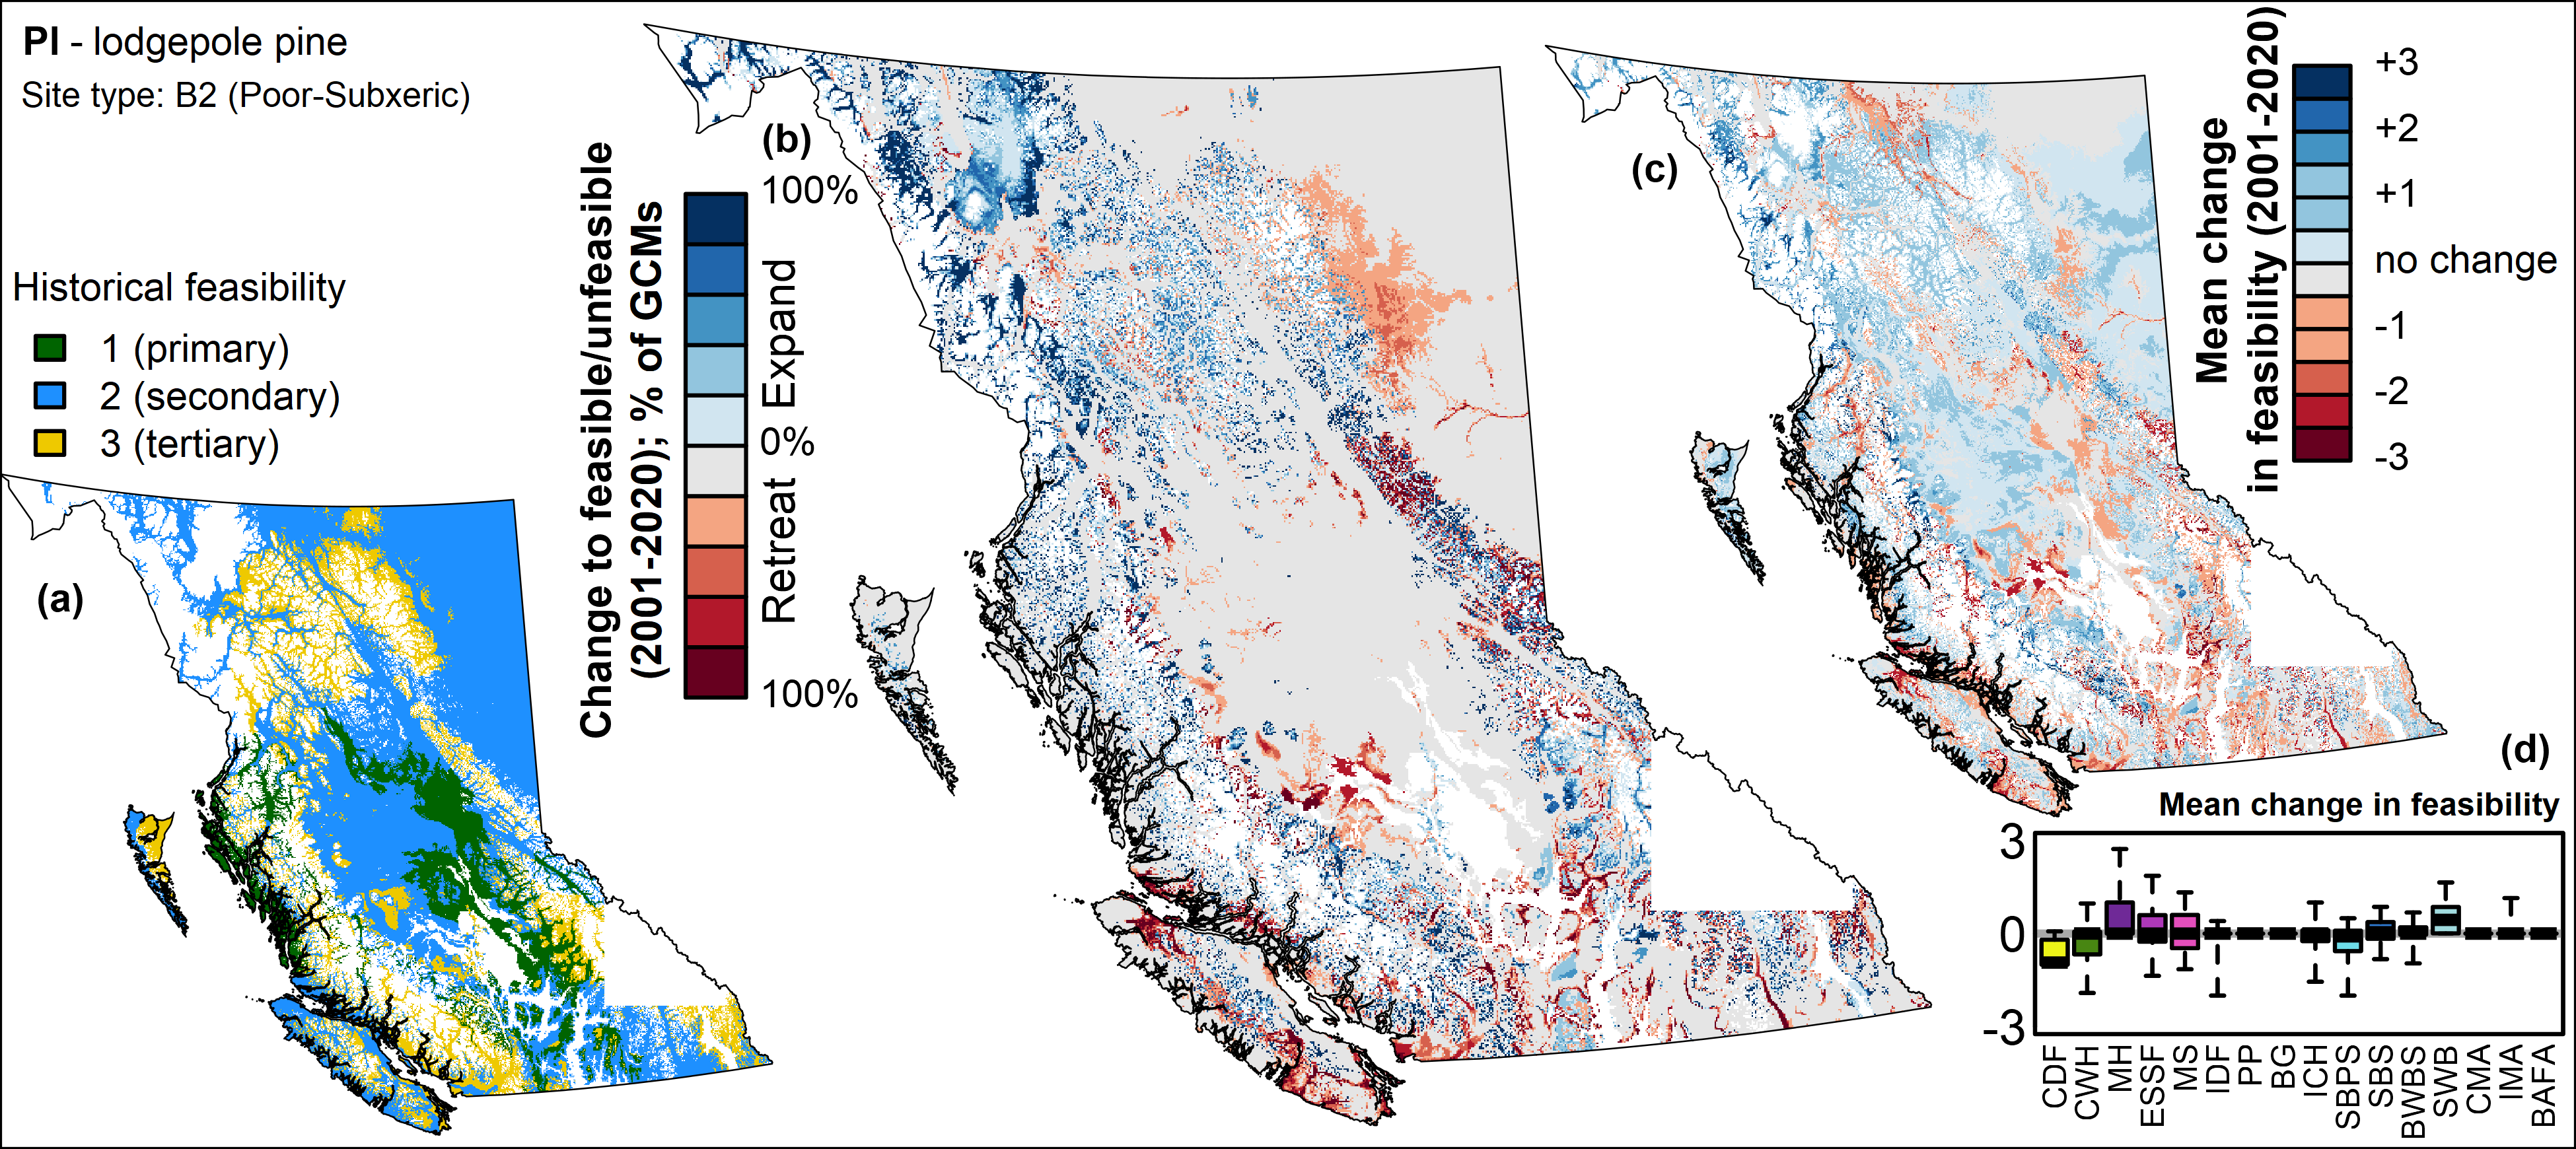 Pl - lodgepole pine
Site type: B2 (Poor-Subxeric)
Historical feasibility
1 (primary)
2 (secondary)
3 (tertiary)
(a)
Change to feasible/unfeasible
(2001-2020); % of GCMs
100%
Expand
0%
Retreat
100%
(b)
(c)
Mean change
in feasibility (2001-2020)
+3
+2
+1
no change
-1
-2
-3
(d)
Mean change in feasibility
3
0
-3
CDF
CWH
MH
ESSF
MS
IDF
PP
BG
ICH
SBPS
SBS
BWBS
SWB
CMA
IMA
BAFA